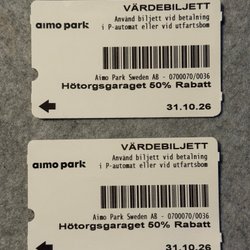 VÄRDEBILJETT
aimo park
Använd biljett vid betalning
i P-automat eller vid utfartsbom
Aimo Park Sweden AB - 0700070/0036
Hötorgsgaraget 50% Rabatt
31.10.26
VÄRDEBILJETT
aimo park
Använd biljett vid betalning
i P-automat eller vid utfartsbom
Aimo Park Sweden AB - 0700070/0036
Hötorgsgaraget 50% Rabatt
31.10.26